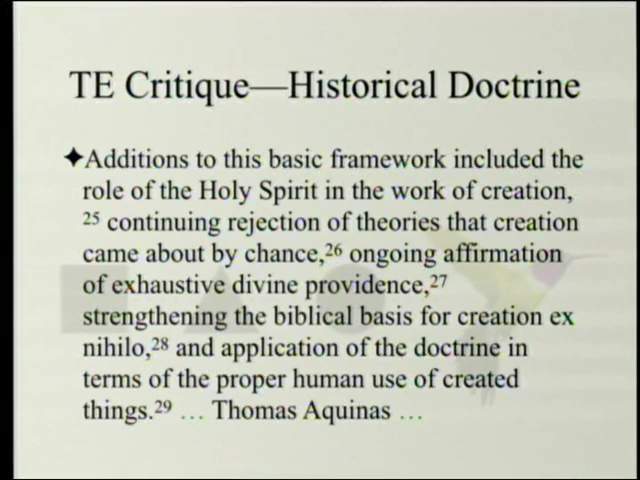 TE Critique—Historical Doctrine
✦Additions to this basic framework included the
role of the Holy Spirit in the work of creation,
25 continuing rejection of theories that creation
came about by chance,26 ongoing affirmation
of exhaustive divine providence,27
strengthening the biblical basis for creation ex
nihilo,28 and application of the doctrine in
terms of the proper human use of created
things.29 … Thomas Aquinas …